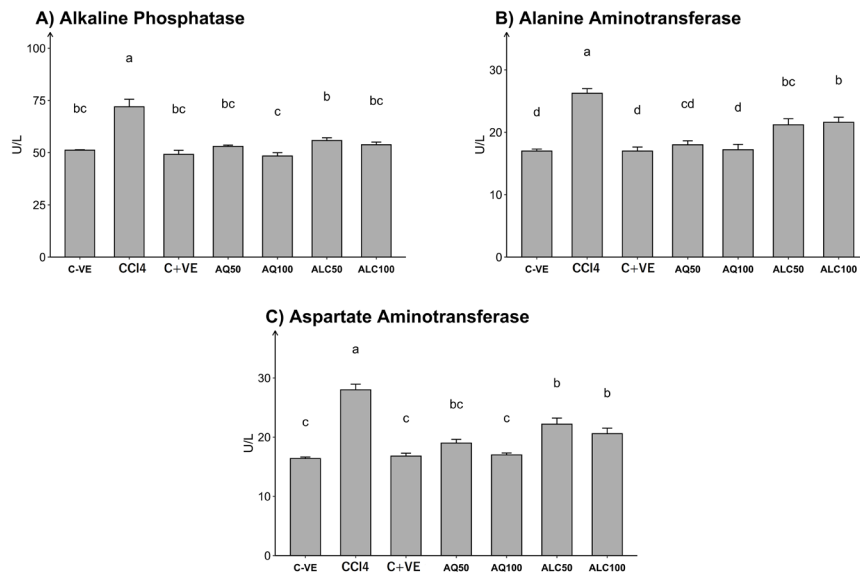 A) Alkaline Phosphatase
100
75
50
25
0
U/L
bc a bc bc c b bc
C-VE CCl4 C+VE AQ50 AQ100 ALC50 ALC100
B) Alanine Aminotransferase
30
20
10
0
U/L
d a d cd d bc b
C-VE CCl4 C+VE AQ50 AQ100 ALC50 ALC100
C) Aspartate Aminotransferase
30
20
10
0
U/L
c a c bc c b b
C-VE CCl4 C+VE AQ50 AQ100 ALC50 ALC100